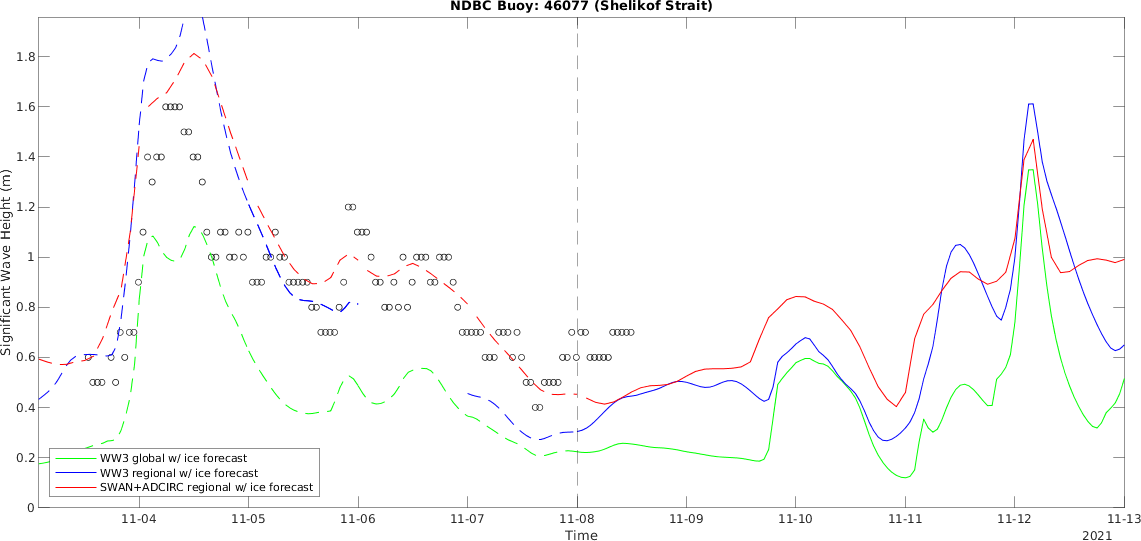 NDBC Buoy: 46077 (Shelikof Strait)
Significant Wave Height (m)
1.8
1.6
1.4
1.2
1
0.8
0.6
0.4
0.2
0
WW3 global w/ ice forecast
WW3 regional w/ ice forecast
SWAN+ADCIRC regional w/ ice forecast
11-04 11-05 11-06 11-07 11-08 11-09 11-10 11-11 11-12 11-13
Time
2021